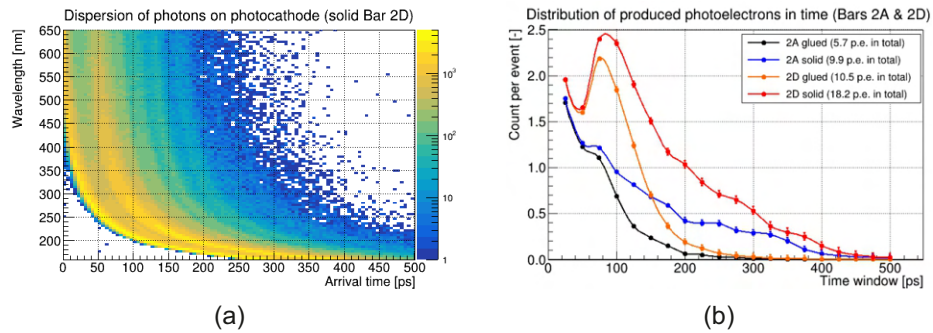 Dispersion of photons on photocathode (solid Bar 2D)
Wavelength [nm]
650
600
550
500
450
400
350
300
250
200
0 50 100 150 200 250 300 350 400 450 500
Arrival time [ps]
10³
10²
10
1
(a)
Distribution of produced photoelectrons in time (Bars 2A & 2D)
Count per event [-]
2.5
2.0
1.5
1.0
0.5
0.0
2A glued (5.7 p.e. in total)
2A solid (9.9 p.e. in total)
2D glued (10.5 p.e. in total)
2D solid (18.2 p.e. in total)
0 100 200 300 400 500
Time window [ps]
(b)